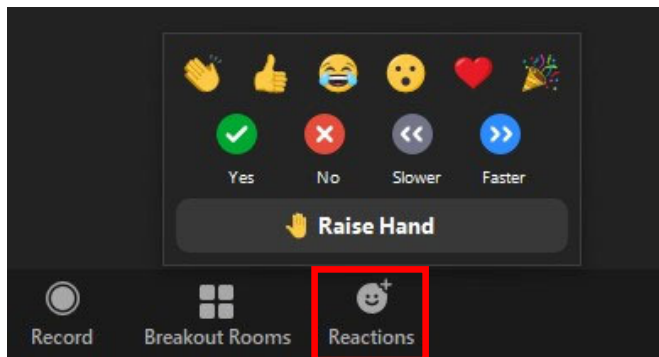 Yes No Slower Faster
Raise Hand
Record Breakout Rooms Reactions